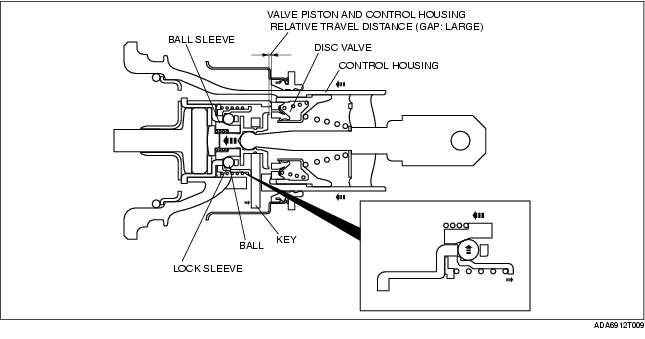 VALVE PISTON AND CONTROL HOUSING
RELATIVE TRAVEL DISTANCE (GAP: LARGE)
BALL SLEEVE
DISC VALVE
CONTROL HOUSING
KEY
BALL
LOCK SLEEVE
ADA6912T009